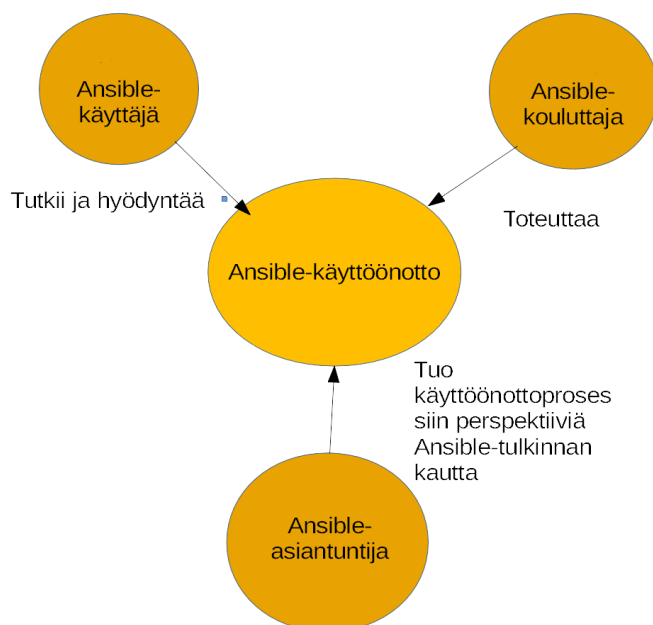 Ansible-
käyttäjä
Ansible-
kouluttaja
Tutkii ja hyödyntää
Toteuttaa
Ansible-käyttöönotto
Tuo
käyttöönottoproses
siin perspektiiviä
Ansible-tulkinnan
kautta
Ansible-
asiantuntija